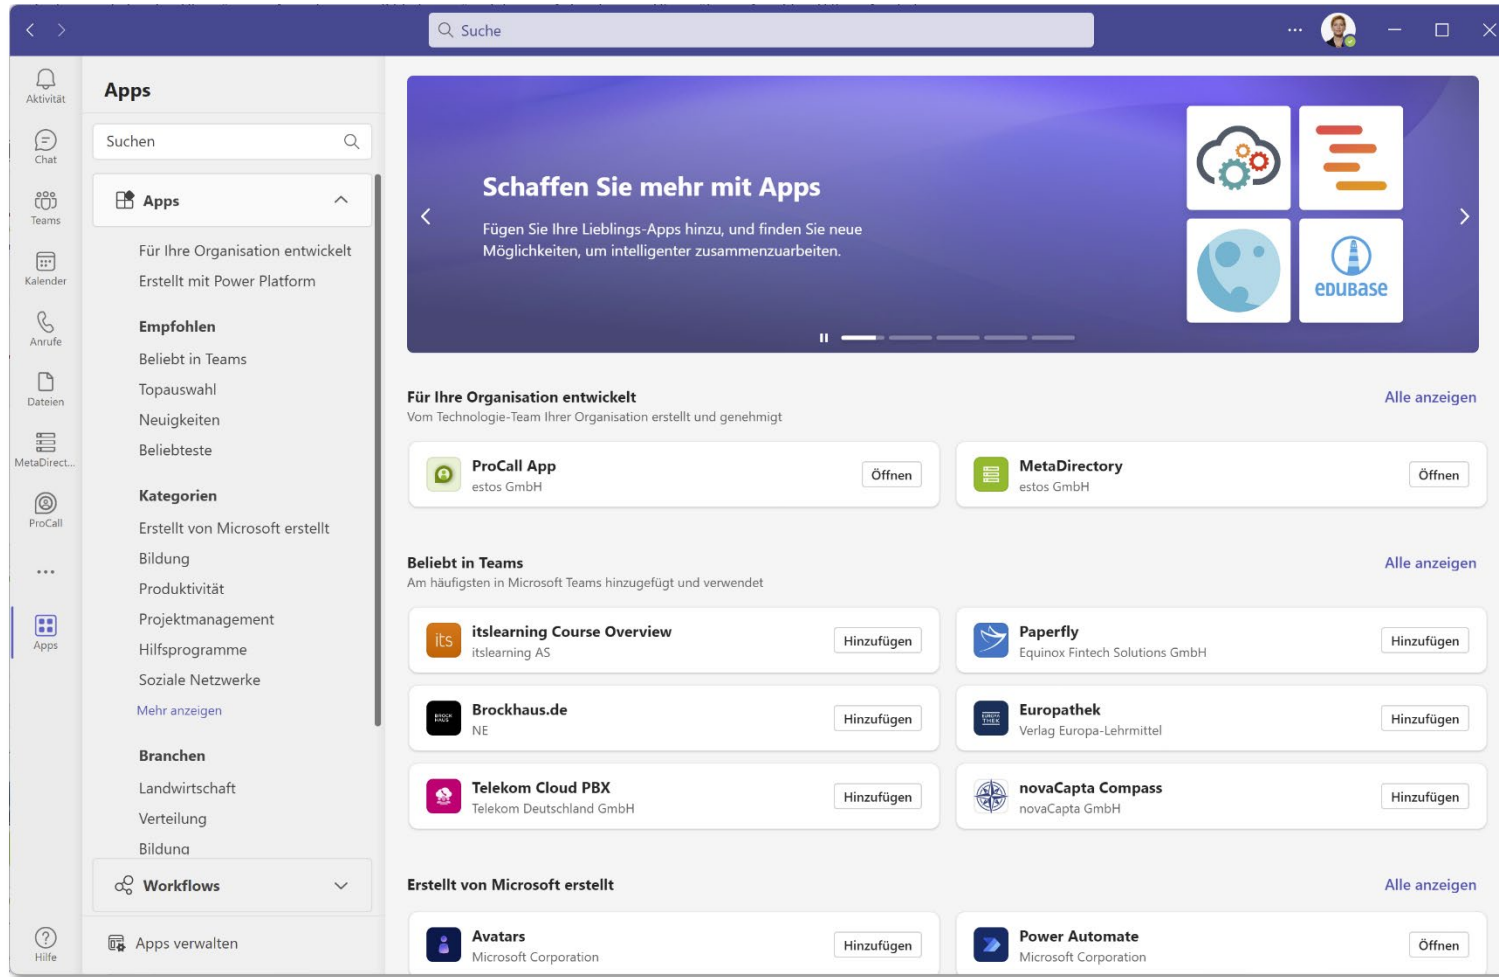 Suche
Aktivität
Chat
Teams
Kalender
Anrufe
Dateien
MetaDirect...
ProCall
Apps
Hilfe
Apps
Suchen
Apps
Für Ihre Organisation entwickelt
Erstellt mit Power Platform
Empfohlen
Beliebt in Teams
Topauswahl
Neuigkeiten
Beliebteste
Kategorien
Erstellt von Microsoft erstellt
Bildung
Produktivität
Projektmanagement
Hilfsprogramme
Soziale Netzwerke
Mehr anzeigen
Branchen
Landwirtschaft
Verteilung
Bildung
Workflows
Apps verwalten
Schaffen Sie mehr mit Apps
Fügen Sie Ihre Lieblings-Apps hinzu, und finden Sie neue
Möglichkeiten, um intelligenter zusammenzuarbeiten.
eDUBase
Für Ihre Organisation entwickelt
Alle anzeigen
Vom Technologie-Team Ihrer Organisation erstellt und genehmigt
ProCall App
estos GmbH
Öffnen
MetaDirectory
estos GmbH
Öffnen
Beliebt in Teams
Alle anzeigen
Am häufigsten in Microsoft Teams hinzugefügt und verwendet
its
itslearning Course Overview
itslearning AS
Hinzufügen
Paperfly
Equinox Fintech Solutions GmbH
Hinzufügen
BROCK
HAUS
Brockhaus.de
NE
Hinzufügen
EUROPA
THEK
Europathek
Verlag Europa-Lehrmittel
Hinzufügen
Telekom Cloud PBX
Telekom Deutschland GmbH
Hinzufügen
novaCapta Compass
novaCapta GmbH
Hinzufügen
Erstellt von Microsoft erstellt
Alle anzeigen
Avatars
Microsoft Corporation
Hinzufügen
Power Automate
Microsoft Corporation
Öffnen